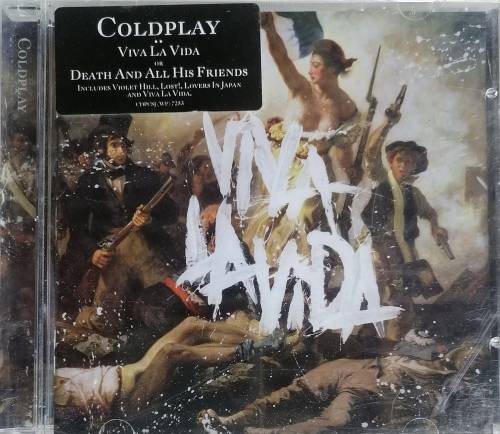 COLDPLAY
VIVA LA VIDA
OR
DEATH AND ALL HIS FRIENDS
INCLUDES VIOLET HILL, LOST!, LOVERS IN JAPAN
AND VIVA LA VIDA.
COLDPLAY
VIVA
LA VIDA